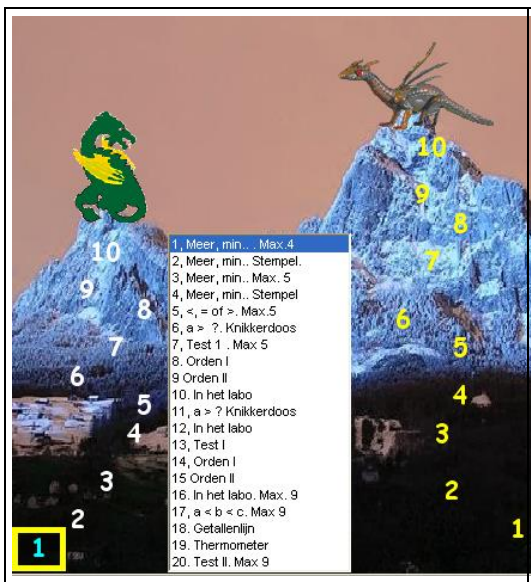 10
9
8
7
6
5
4
3
2
1
1, Meer, min.. . Max.4
2, Meer, min.. Stempel.
3, Meer, min.. Max. 5
4, Meer, min.. Stempel
5, <, = of >. Max.5
6, a > ?. Knikkerdoos
7, Test 1 . Max 5
8. Orden I
9 Orden II
10. In het labo
11, a > ? Knikkerdoos
12, In het labo
13, Test I
14, Orden I
15 Orden II
16. In het labo. Max. 9
17, a < b < c. Max 9
18. Getallenlijn
19. Thermometer
20. Test II. Max 9
10
9
8
7
6
5
4
3
2
1